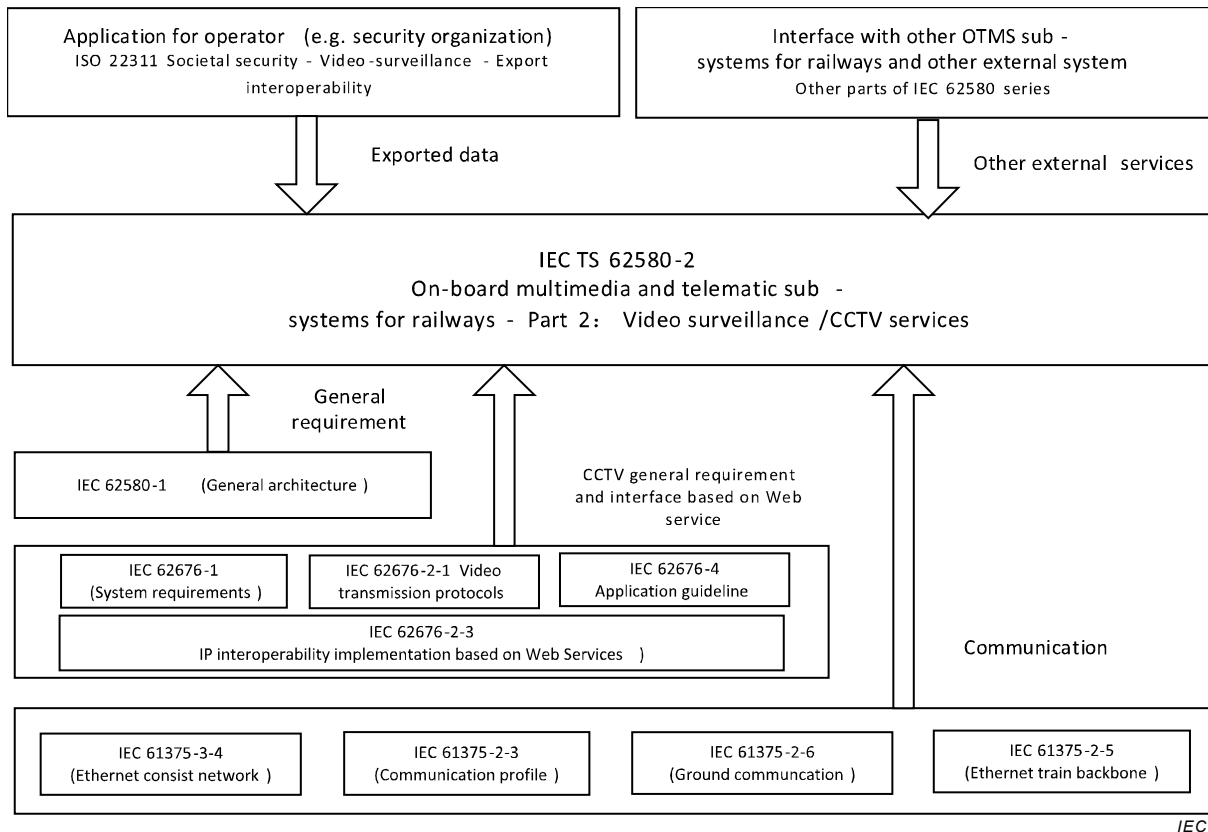 Application for operator (e.g. security organization)
ISO 22311 Societal security - Video-surveillance - Export
interoperability
Interface with other OTMS sub -
systems for railways and other external system
Other parts of IEC 62580 series
Exported data
Other external services
IEC TS 62580-2
On-board multimedia and telematic sub -
systems for railways - Part 2： Video surveillance /CCTV services
General
requirement
IEC 62580-1 (General architecture )
CCTV general requirement
and interface based on Web
service
IEC 62676-1
(System requirements )
IEC 62676-2-1 Video
transmission protocols
IEC 62676-4
Application guideline
IEC 62676-2-3
IP interoperability implementation based on Web Services )
Communication
IEC 61375-3-4
(Ethernet consist network )
IEC 61375-2-3
(Communication profile )
IEC 61375-2-6
(Ground communcation )
IEC 61375-2-5
(Ethernet train backbone )
IEC